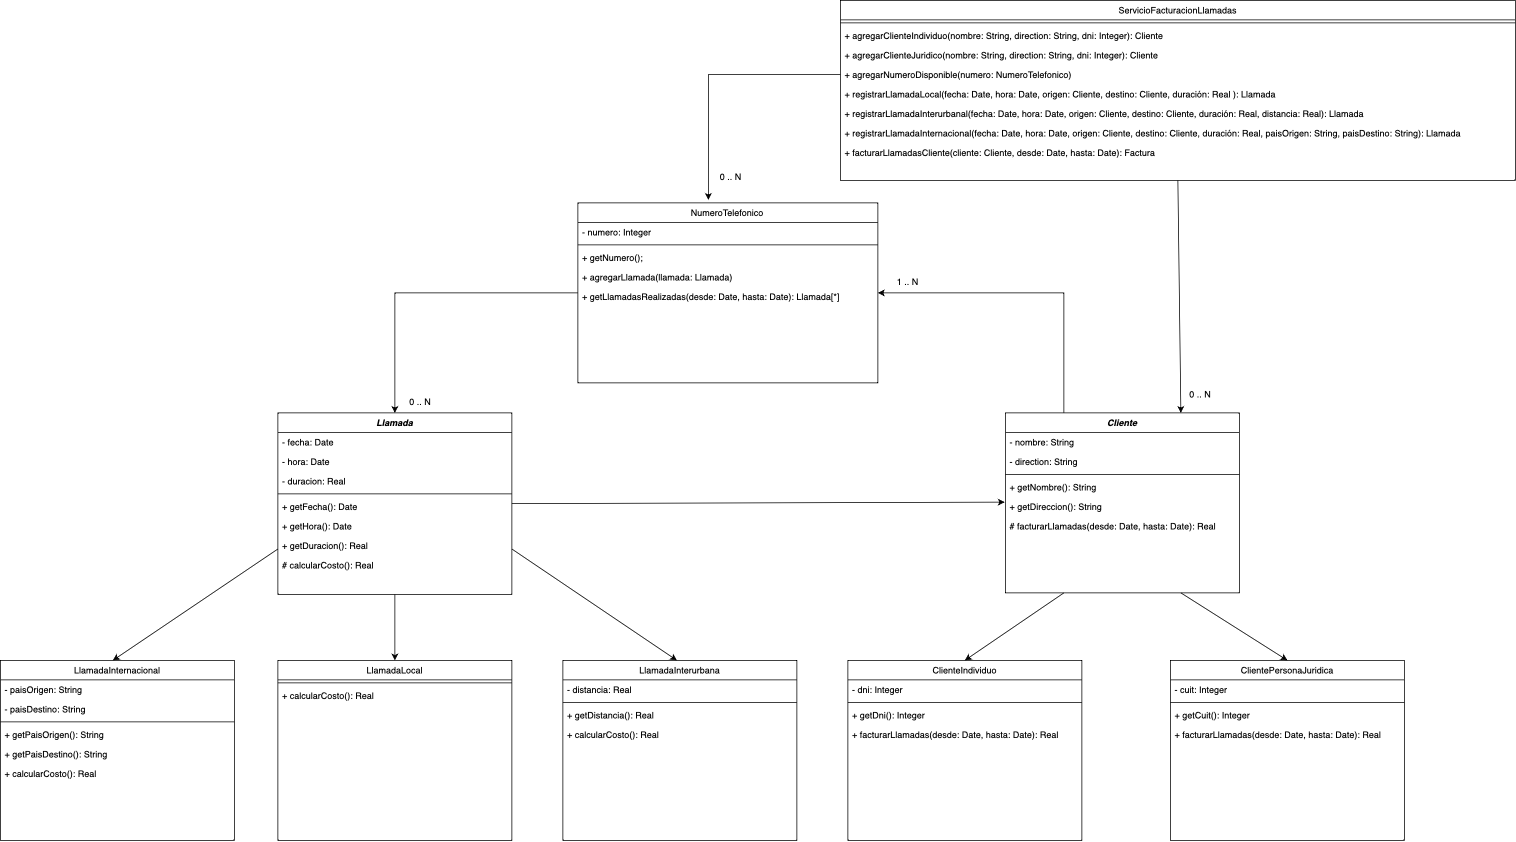 ServicioFacturacionLlamadas
+ agregarClienteIndividuo(nombre: String, direction: String, dni: Integer): Cliente
+ agregarClienteJuridico(nombre: String, direction: String, dni: Integer): Cliente
+ agregarNumeroDisponible(numero: NumeroTelefonico)
+ registrarLlamadaLocal(fecha: Date, hora: Date, origen: Cliente, destino: Cliente, duración: Real ): Llamada
+ registrarLlamadaInterurbanal(fecha: Date, hora: Date, origen: Cliente, destino: Cliente, duración: Real, distancia: Real): Llamada
+ registrarLlamadaInternacional(fecha: Date, hora: Date, origen: Cliente, destino: Cliente, duración: Real, paisOrigen: String, paisDestino: String): Llamada
+ facturarLlamadasCliente(cliente: Cliente, desde: Date, hasta: Date): Factura
0 .. N
NumeroTelefonico
- numero: Integer
+ getNumero();
+ agregarLlamada(llamada: Llamada)
+ getLlamadasRealizadas(desde: Date, hasta: Date): Llamada[*]
1 .. N
0 .. N
0 .. N
Llamada
- fecha: Date
- hora: Date
- duracion: Real
+ getFecha(): Date
+ getHora(): Date
+ getDuracion(): Real
# calcularCosto(): Real
Cliente
- nombre: String
- direction: String
+ getNombre(): String
+ getDireccion(): String
# facturarLlamadas(desde: Date, hasta: Date): Real
LlamadaInternacional
- paisOrigen: String
- paisDestino: String
+ getPaisOrigen(): String
+ getPaisDestino(): String
+ calcularCosto(): Real
LlamadaLocal
+ calcularCosto(): Real
LlamadaInterurbana
- distancia: Real
+ getDistancia(): Real
+ calcularCosto(): Real
ClienteIndividuo
- dni: Integer
+ getDni(): Integer
+ facturarLlamadas(desde: Date, hasta: Date): Real
ClientePersonaJuridica
- cuit: Integer
+ getCuit(): Integer
+ facturarLlamadas(desde: Date, hasta: Date): Real